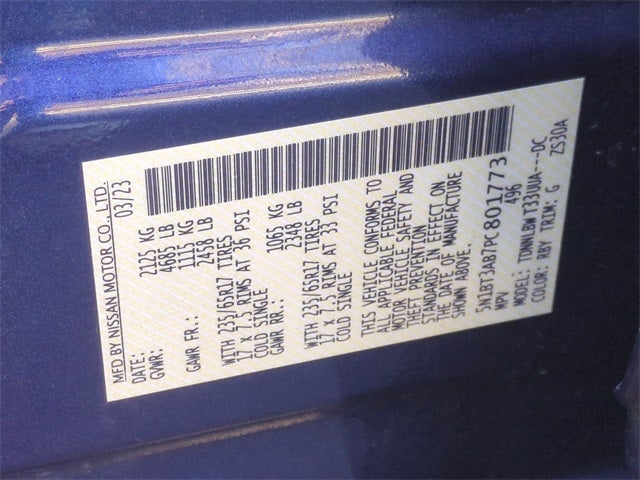 MFD BY NISSAN MOTOR CO., LTD.
DATE: 03/23
GVWR: 2125 KG
4685 LB
GAWR FR.: 1115 KG
2458 LB
WITH 235/65R17 TIRES
17 X 7.5 RIMS AT 36 PSI
COLD SINGLE
GAWR RR.: 1065 KG
2348 LB
WITH 235/65R17 TIRES
17 X 7.5 RIMS AT 33 PSI
COLD SINGLE
THIS VEHICLE CONFORMS TO
ALL APPLICABLE FEDERAL
MOTOR VEHICLE SAFETY AND
THEFT PREVENTION
STANDARDS IN EFFECT ON
THE DATE OF MANUFACTURE
SHOWN ABOVE.
5N1BT3AB7PC801773
MPV 496
MODEL: TDNNLBW T33UUA---DC
COLOR: RBY TRIM: G ZS30A